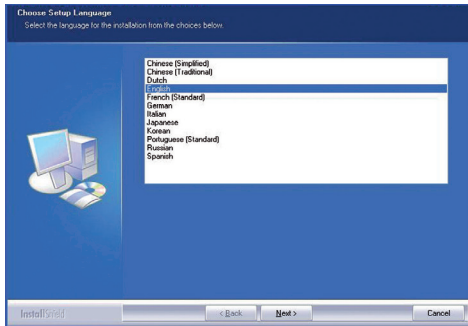 Choose Setup Language
Select the language for the installation from the choices below.
Chinese (Simplified)
Chinese (Traditional)
Dutch
English
French (Standard)
German
Italian
Japanese
Korean
Portuguese (Standard)
Russian
Spanish
InstallShield
< Back
Next >
Cancel